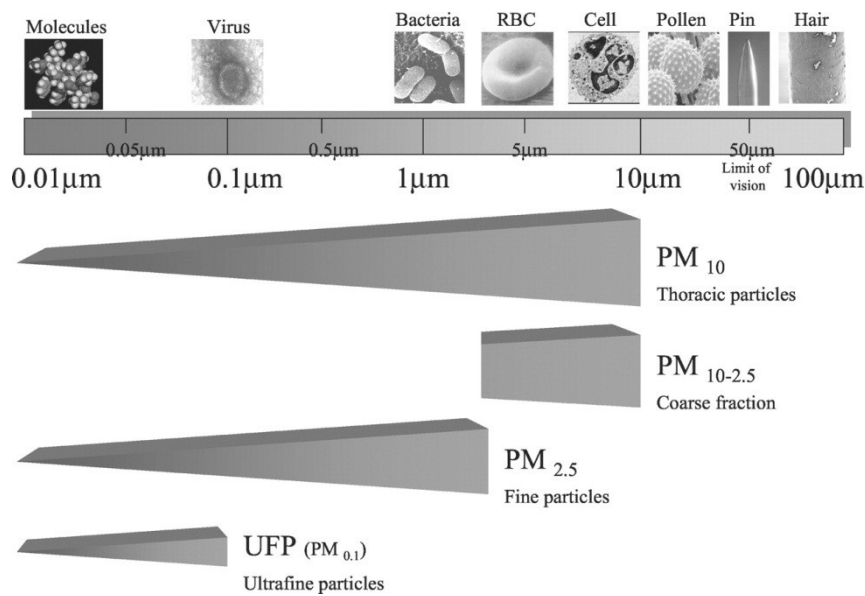 Molecules Virus Bacteria RBC Cell Pollen Pin Hair
0.05µm 0.5µm 5µm 50µm
0.01µm 0.1µm 1µm 10µm Limit of vision 100µm
PM 10
Thoracic particles
PM 10-2.5
Coarse fraction
PM 2.5
Fine particles
UFP (PM 0.1)
Ultrafine particles